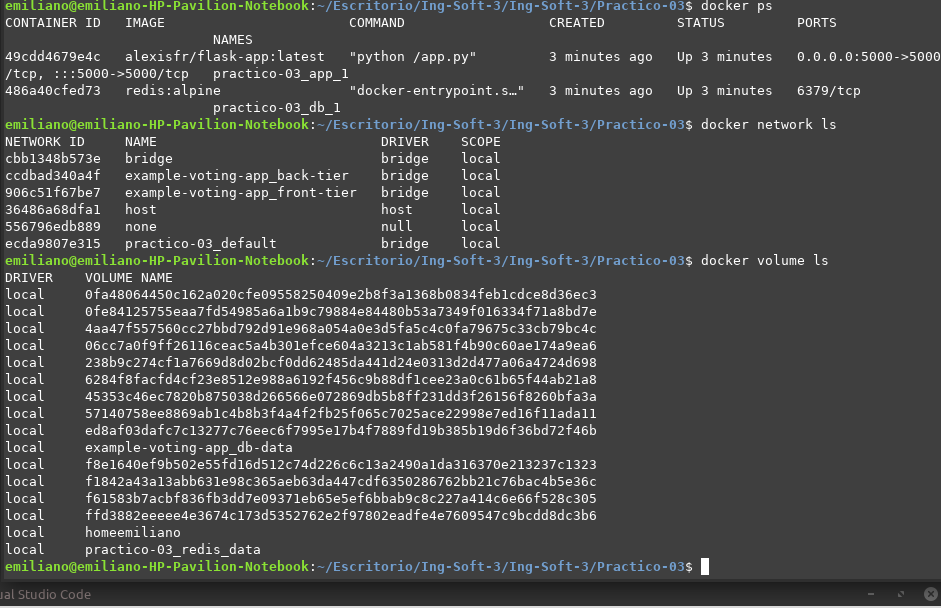 emiliano@emiliano-HP-Pavilion-Notebook:~/Escritorio/Ing-Soft-3/Ing-Soft-3/Practico-03$ docker ps
CONTAINER ID   IMAGE                       COMMAND                  CREATED         STATUS         PORTS
                          NAMES
49cdd4679e4c   alexisfr/flask-app:latest   "python /app.py"         3 minutes ago   Up 3 minutes   0.0.0.0:5000->5000
/tcp, :::5000->5000/tcp   practico-03_app_1
486a40cfed73   redis:alpine                "docker-entrypoint.s…"   3 minutes ago   Up 3 minutes   6379/tcp
                          practico-03_db_1
emiliano@emiliano-HP-Pavilion-Notebook:~/Escritorio/Ing-Soft-3/Ing-Soft-3/Practico-03$ docker network ls
NETWORK ID     NAME                            DRIVER    SCOPE
cbb1348b573e   bridge                          bridge    local
ccdbad340a4f   example-voting-app_back-tier    bridge    local
906c51f67be7   example-voting-app_front-tier   bridge    local
36486a68dfa1   host                            host      local
556796edb889   none                            null      local
ecda9807e315   practico-03_default             bridge    local
emiliano@emiliano-HP-Pavilion-Notebook:~/Escritorio/Ing-Soft-3/Ing-Soft-3/Practico-03$ docker volume ls
DRIVER    VOLUME NAME
local     0fa48064450c162a020cfe09558250409e2b8f3a1368b0834feb1cdce8d36ec3
local     0fe84125755eaa7fd54985a6a1b9c79884e84480b53a7349f016334f71a8bd7e
local     4aa47f557560cc27bbd792d91e968a054a0e3d5fa5c4c0fa79675c33cb79bc4c
local     06cc7a0f9ff26116ceac5a4b301efce604a3213c1ab581f4b90c60ae174a9ea6
local     238b9c274cf1a7669d8d02bcf0dd62485da441d24e0313d2d477a06a4724d698
local     6284f8facfd4cf23e8512e988a6192f456c9b88df1cee23a0c61b65f44ab21a8
local     45353c46ec7820b875038d266566e072869db5b8ff231dd3f26156f8260bfa3a
local     57140758ee8869ab1c4b8b3f4a4f2fb25f065c7025ace22998e7ed16f11ada11
local     ed8af03dafc7c13277c76eec6f7995e17b4f7889fd19b385b19d6f36bd72f46b
local     example-voting-app_db-data
local     f8e1640ef9b502e55fd16d512c74d226c6c13a2490a1da316370e213237c1323
local     f1842a43a13abb631e98c365aeb63da447cdf6350286762bb21c76bac4b5e36c
local     f61583b7acbf836fb3dd7e09371eb65e5ef6bbab9c8c227a414c6e66f528c305
local     ffd3882eeeee4e3674c173d5352762e2f97802eadfe4e7609547c9bcdd8dc3b6
local     homeemiliano
local     practico-03_redis_data
emiliano@emiliano-HP-Pavilion-Notebook:~/Escritorio/Ing-Soft-3/Ing-Soft-3/Practico-03$
ual Studio Code